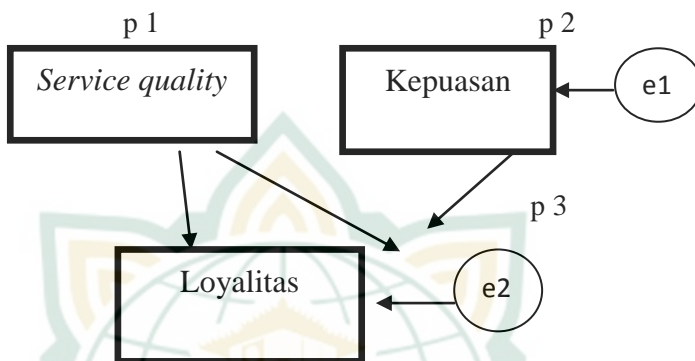 p 1
p 2
Service quality
Kepuasan
e1
p 3
Loyalitas
e2